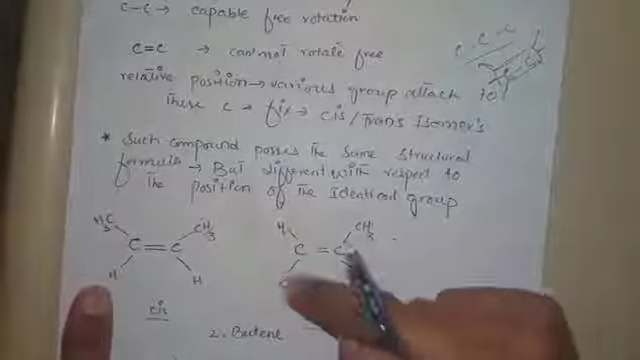 C-C → capable free rotation
C=C → can not rotate free
C - C - C
relative position → various group attach to
These C → fix → cis/Trans Isomer's
* Such compound posses the same structural
formula → But different with respect to
the position of the Identical group
H3C CH3 H CH3
C = C C = C
H H
cis
2. Butene